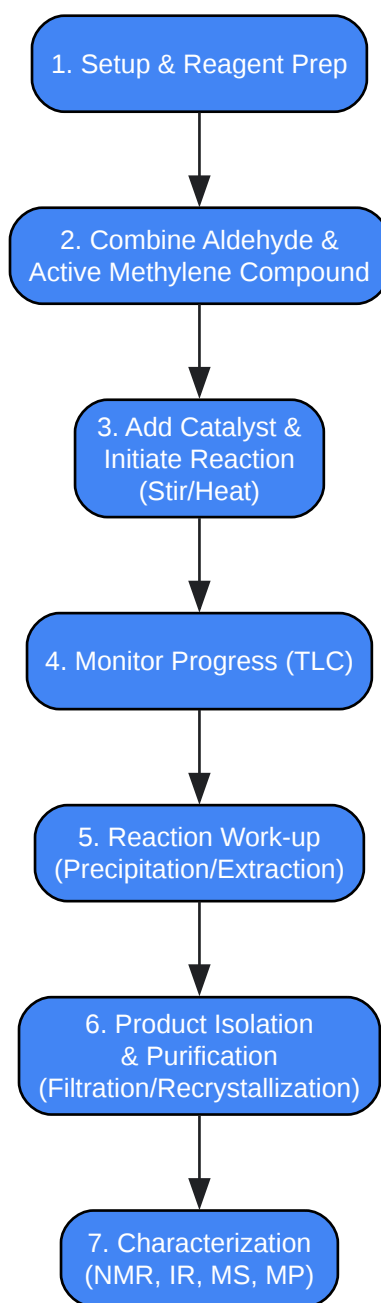 1. Setup & Reagent Prep
2. Combine Aldehyde &
Active Methylene Compound
3. Add Catalyst &
Initiate Reaction
(Stir/Heat)
4. Monitor Progress (TLC)
5. Reaction Work-up
(Precipitation/Extraction)
6. Product Isolation
& Purification
(Filtration/Recrystallization)
7. Characterization
(NMR, IR, MS, MP)